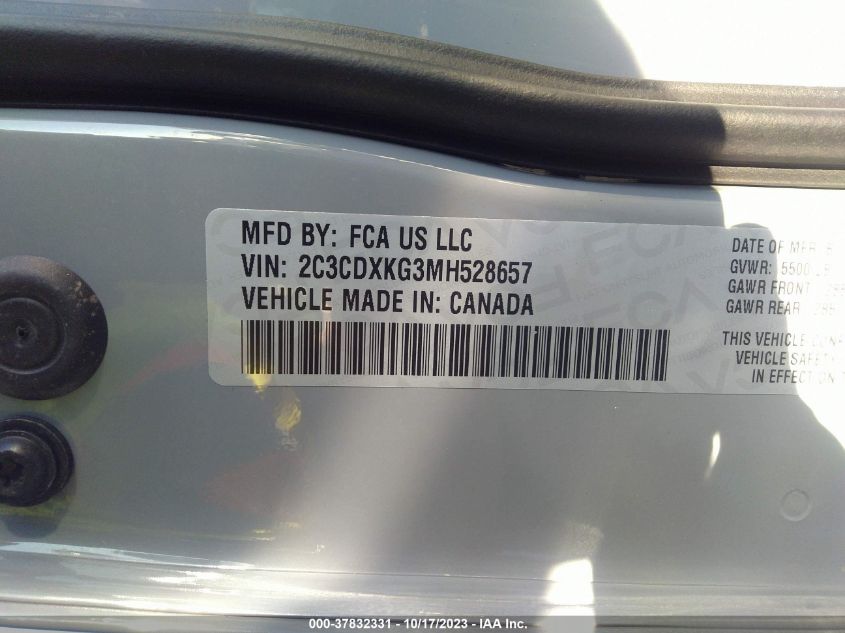 MFD BY: FCA US LLC
VIN: 2C3CDXKG3MH528657
VEHICLE MADE IN: CANADA
DATE OF MFR
GVWR: 5500 LB
GAWR FRONT
GAWR REAR
THIS VEHICLE
VEHICLE SAFETY
IN EFFECT ON
000-37832331 - 10/17/2023 - IAA Inc.